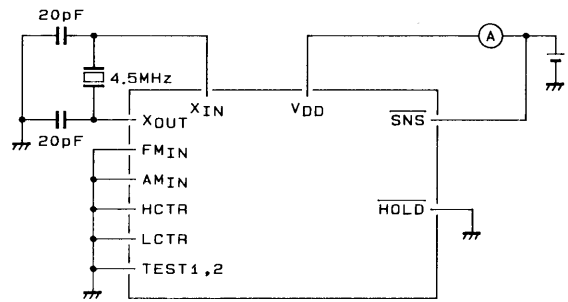 20pF
4.5MHz
20pF
XIN
VDD
A
XOUT
SNS
FMIN
AMIN
HCTR
HOLD
LCTR
TEST1,2